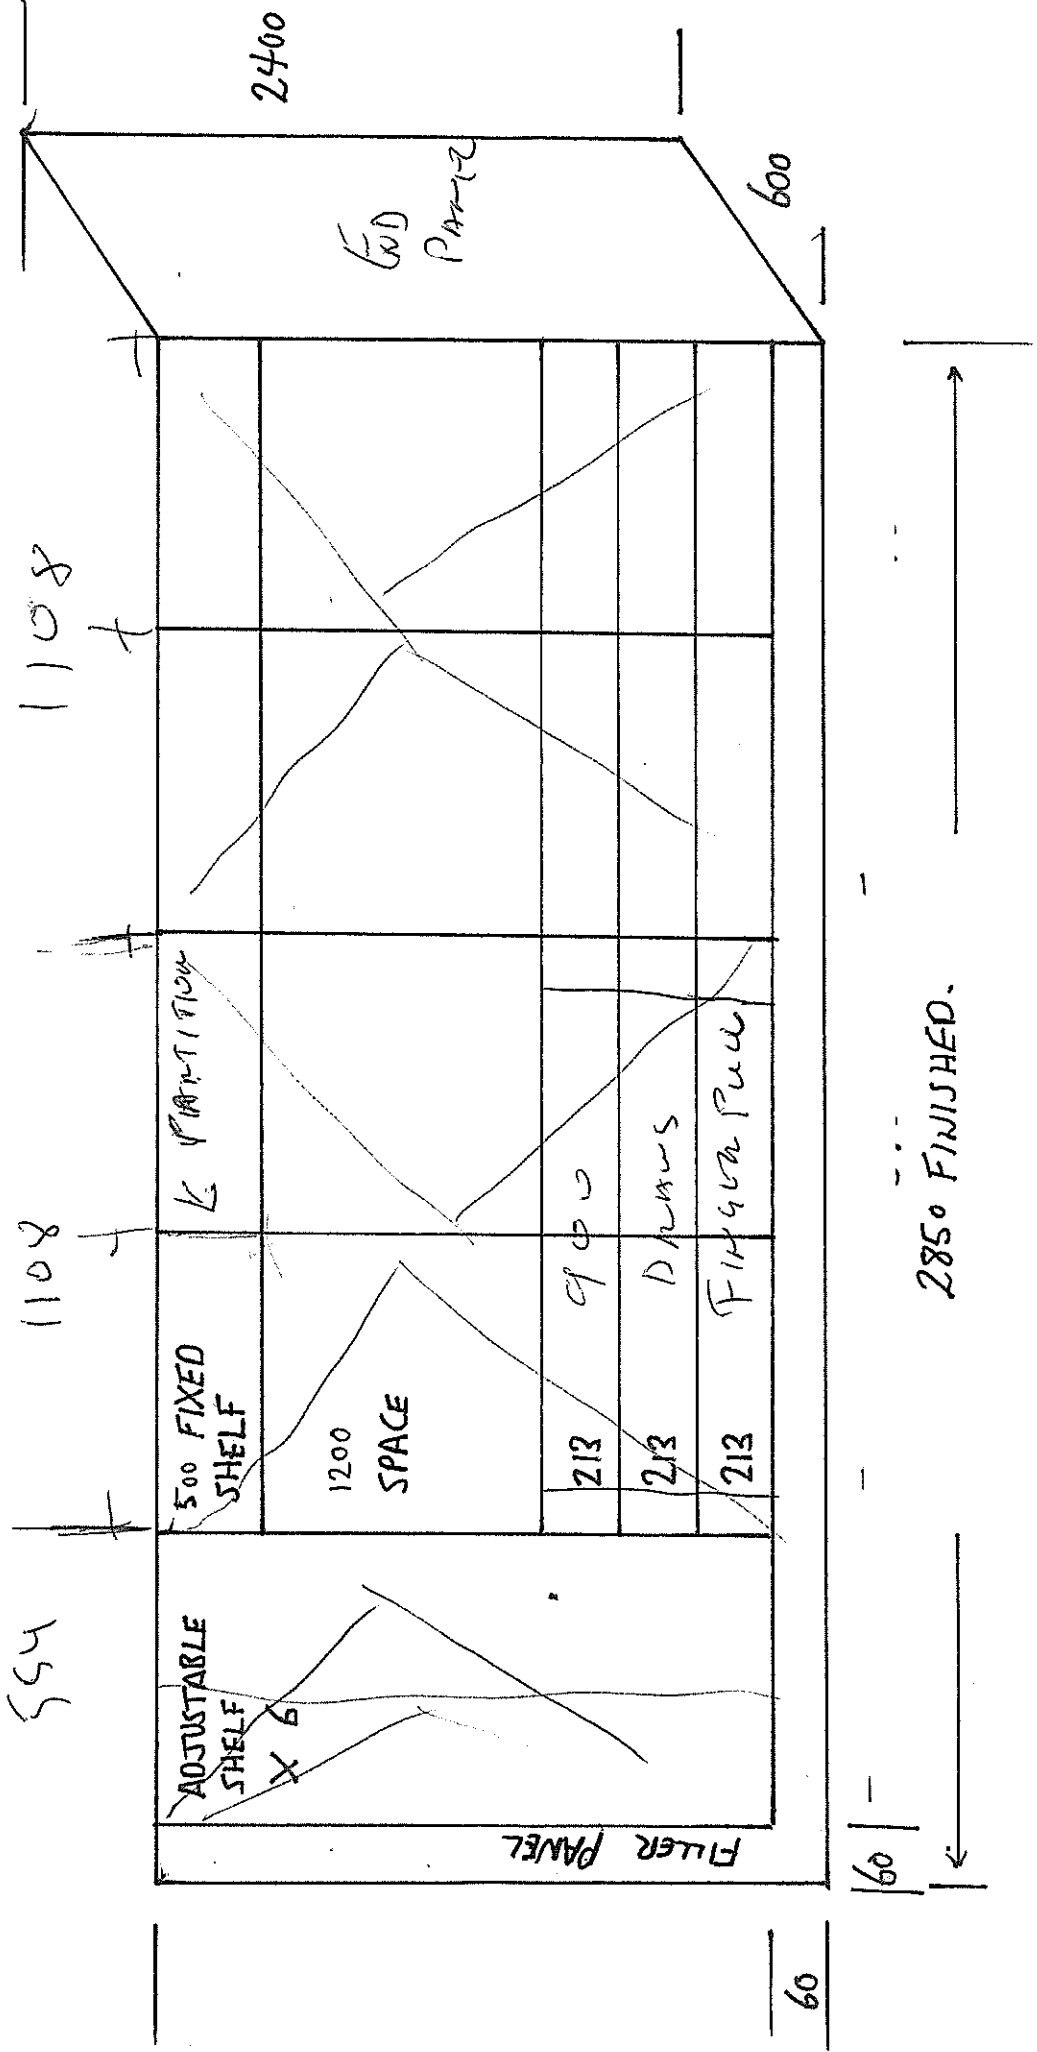 554
1108
1108
ADJUSTABLE
SHELF
X 6
500 FIXED
SHELF
PARTITION
1200
SPACE
END
PANEL
2400
213
900
213
DRAWS
213
FINGER PULL
FILLER PANEL
600
60
60
2850 FINISHED.